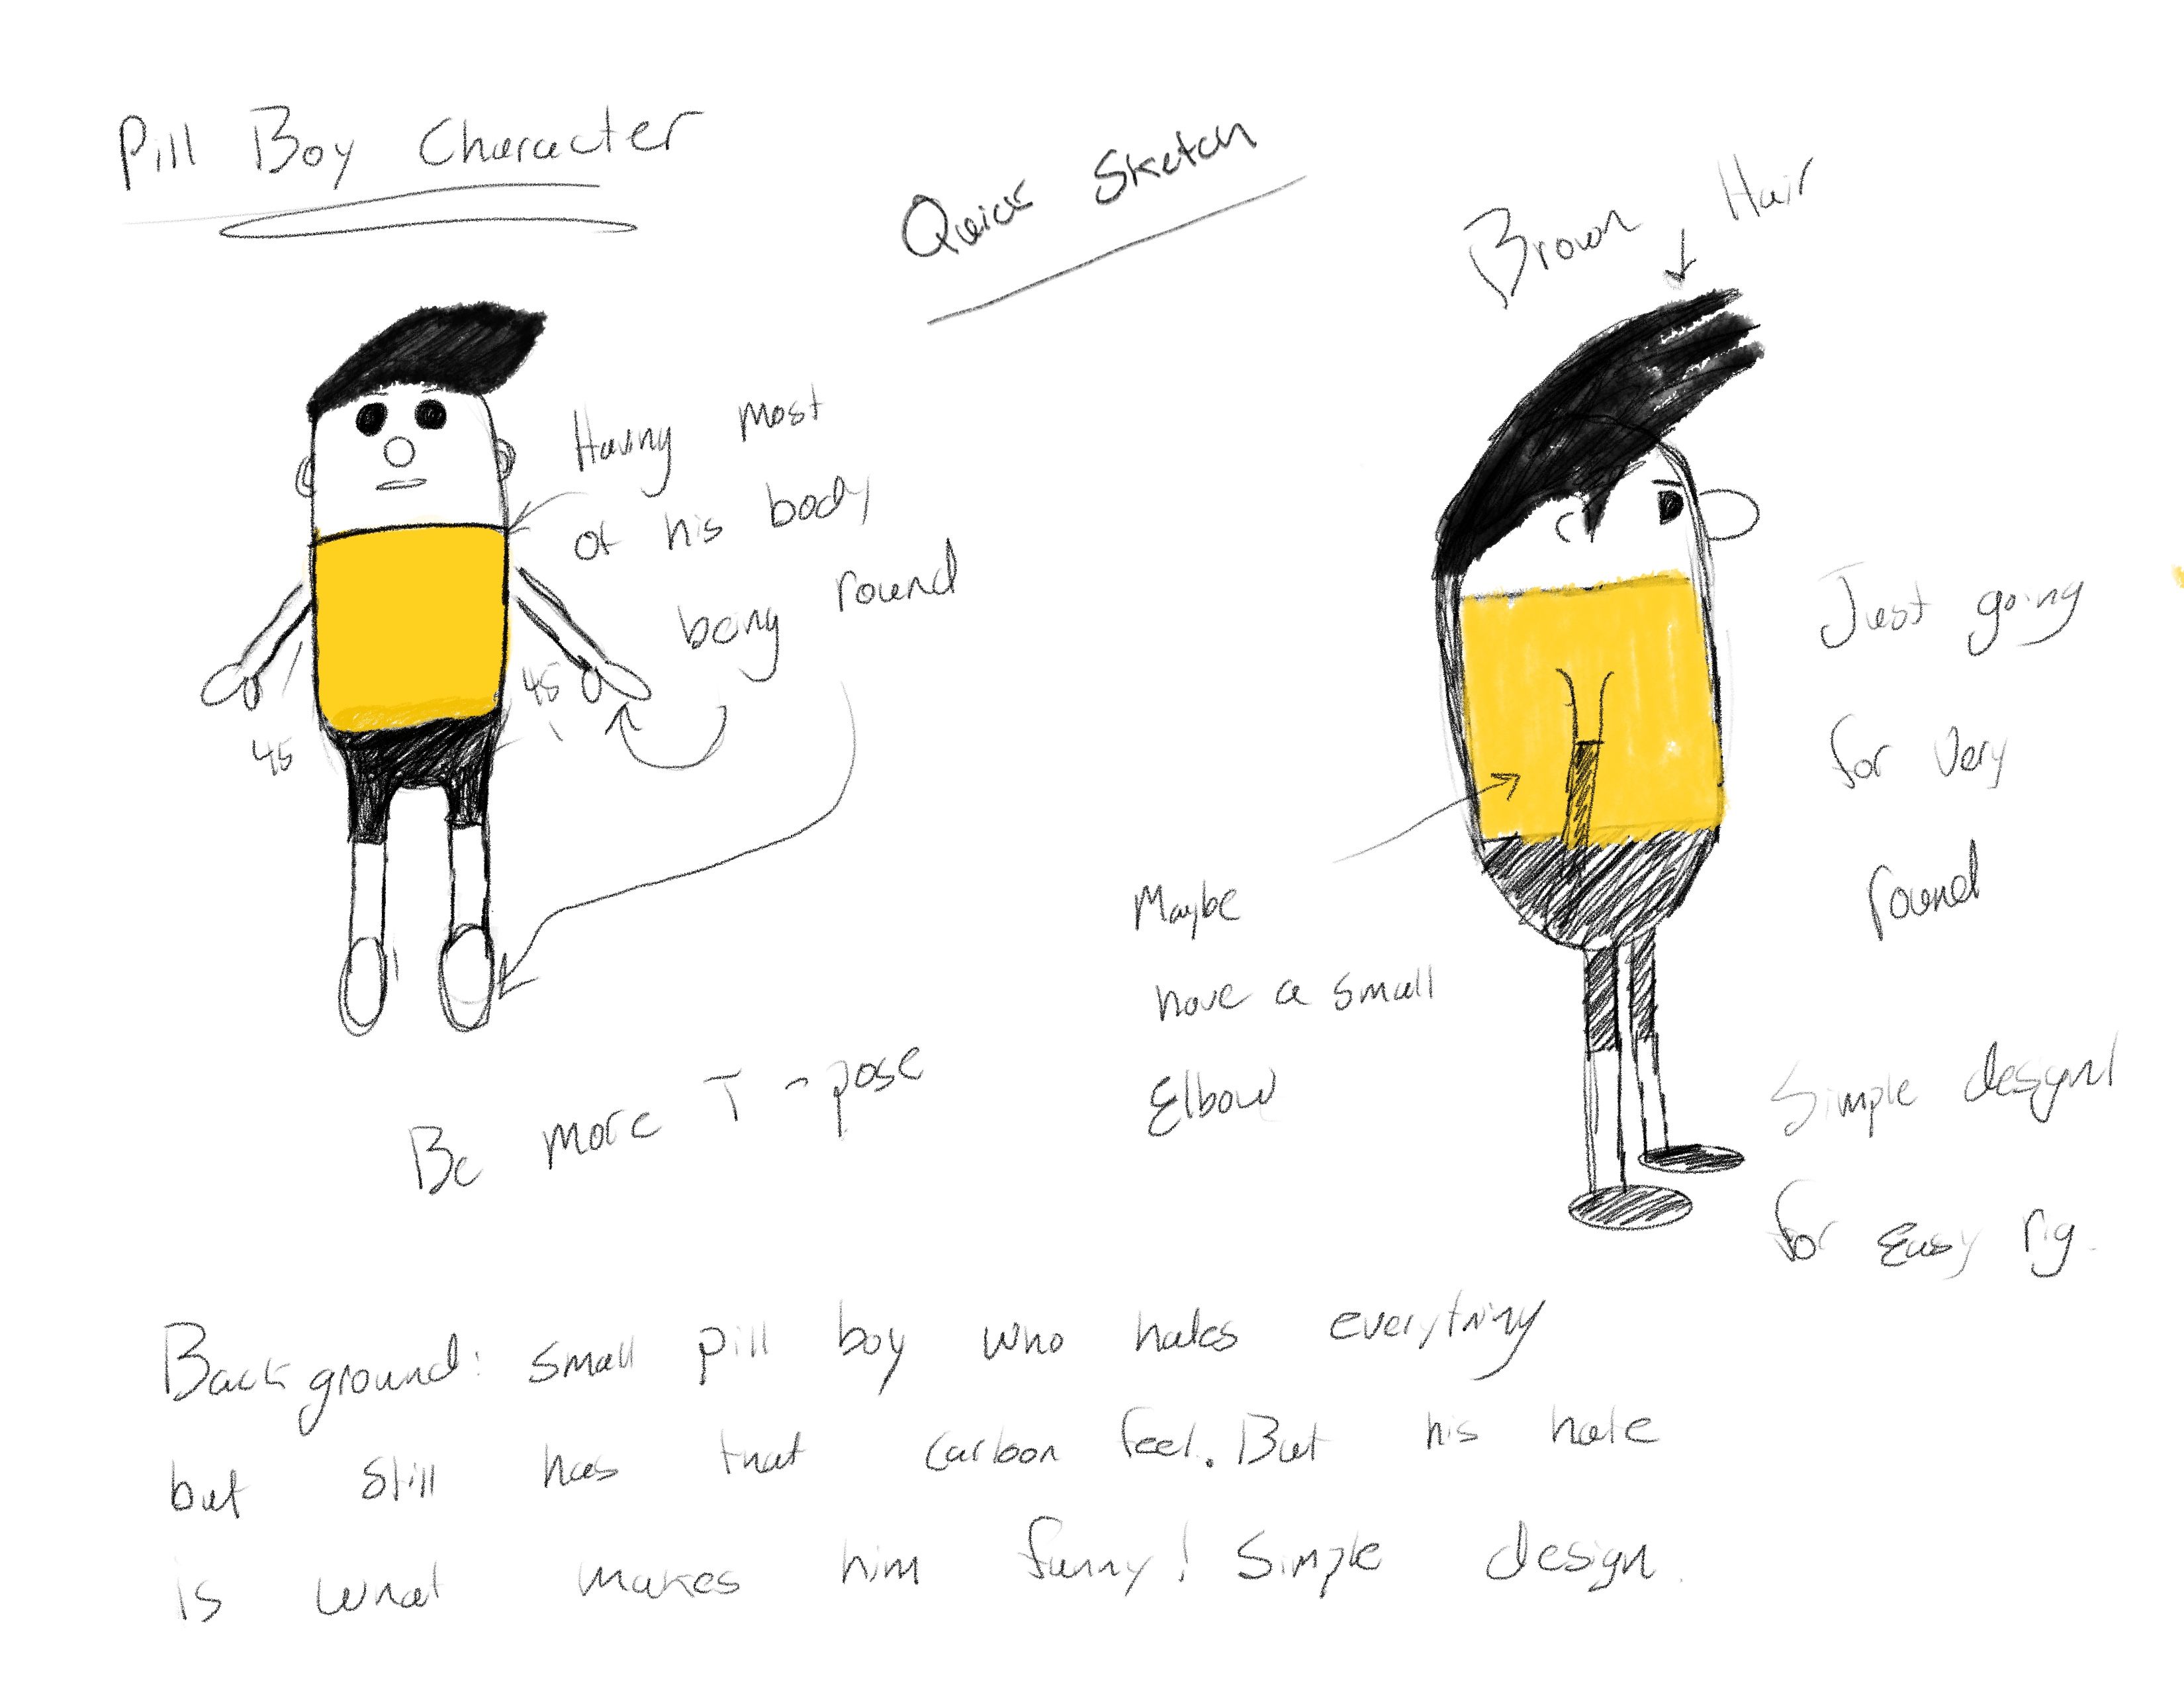 Pill Boy Character
Quick Sketch
Brown Hair
Having most
of his body
being round
45
45
Be more T-pose
Maybe
have a small
Elbow
Just going
for very
round
Simple design
for easy rig.
Background: small pill boy who hates everything
but still has that carboon feel. But his hate
is what makes him funny! Simple design.